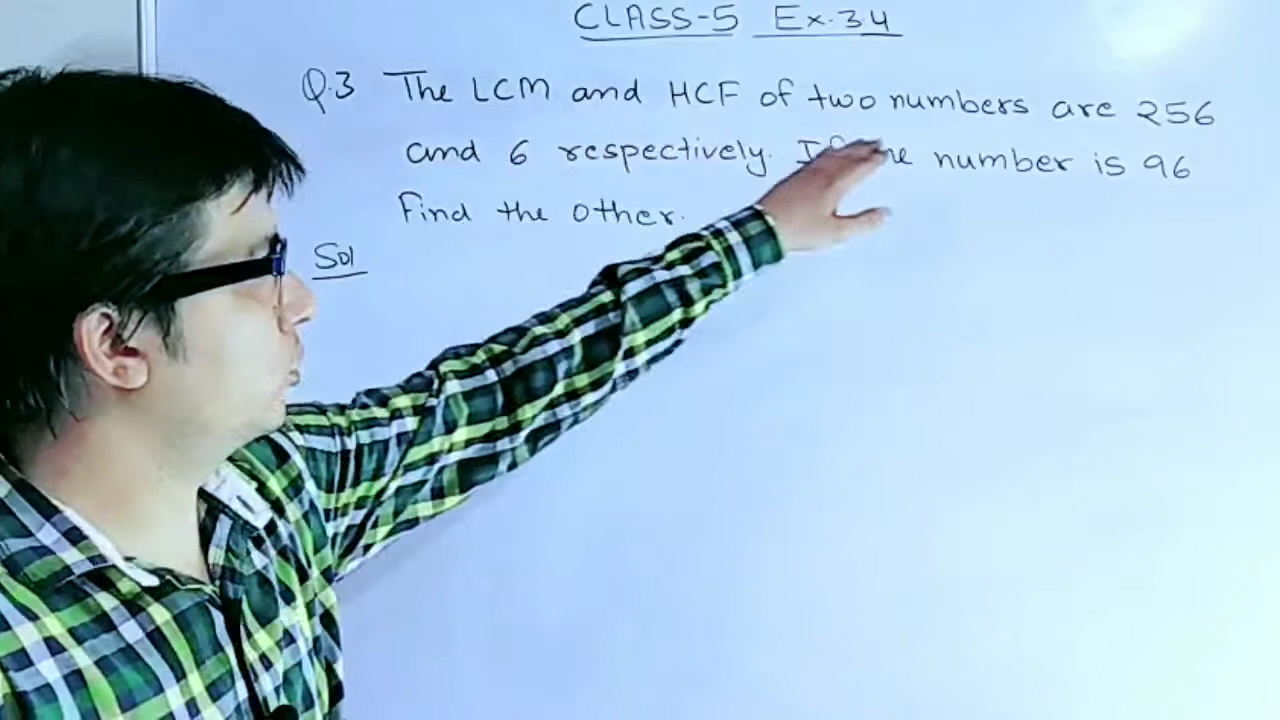 CLASS-5 Ex.34
Q.3 The LCM and HCF of two numbers are 256
and 6 respectively. If number is 96
Find the other.
Sol